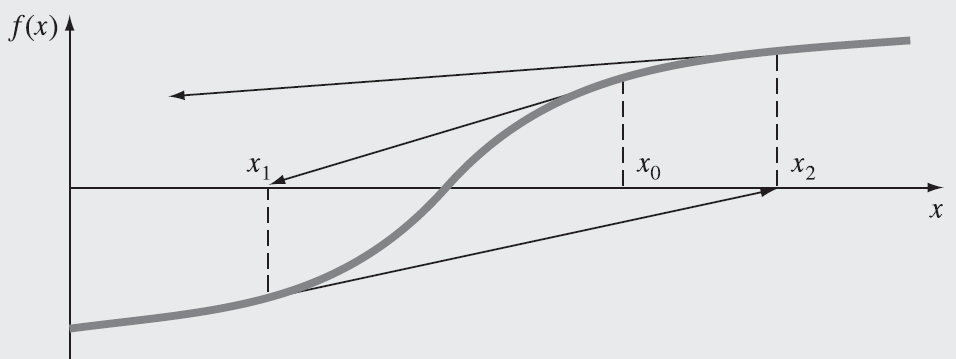 f(x)
x₁
x₀
x₂
x